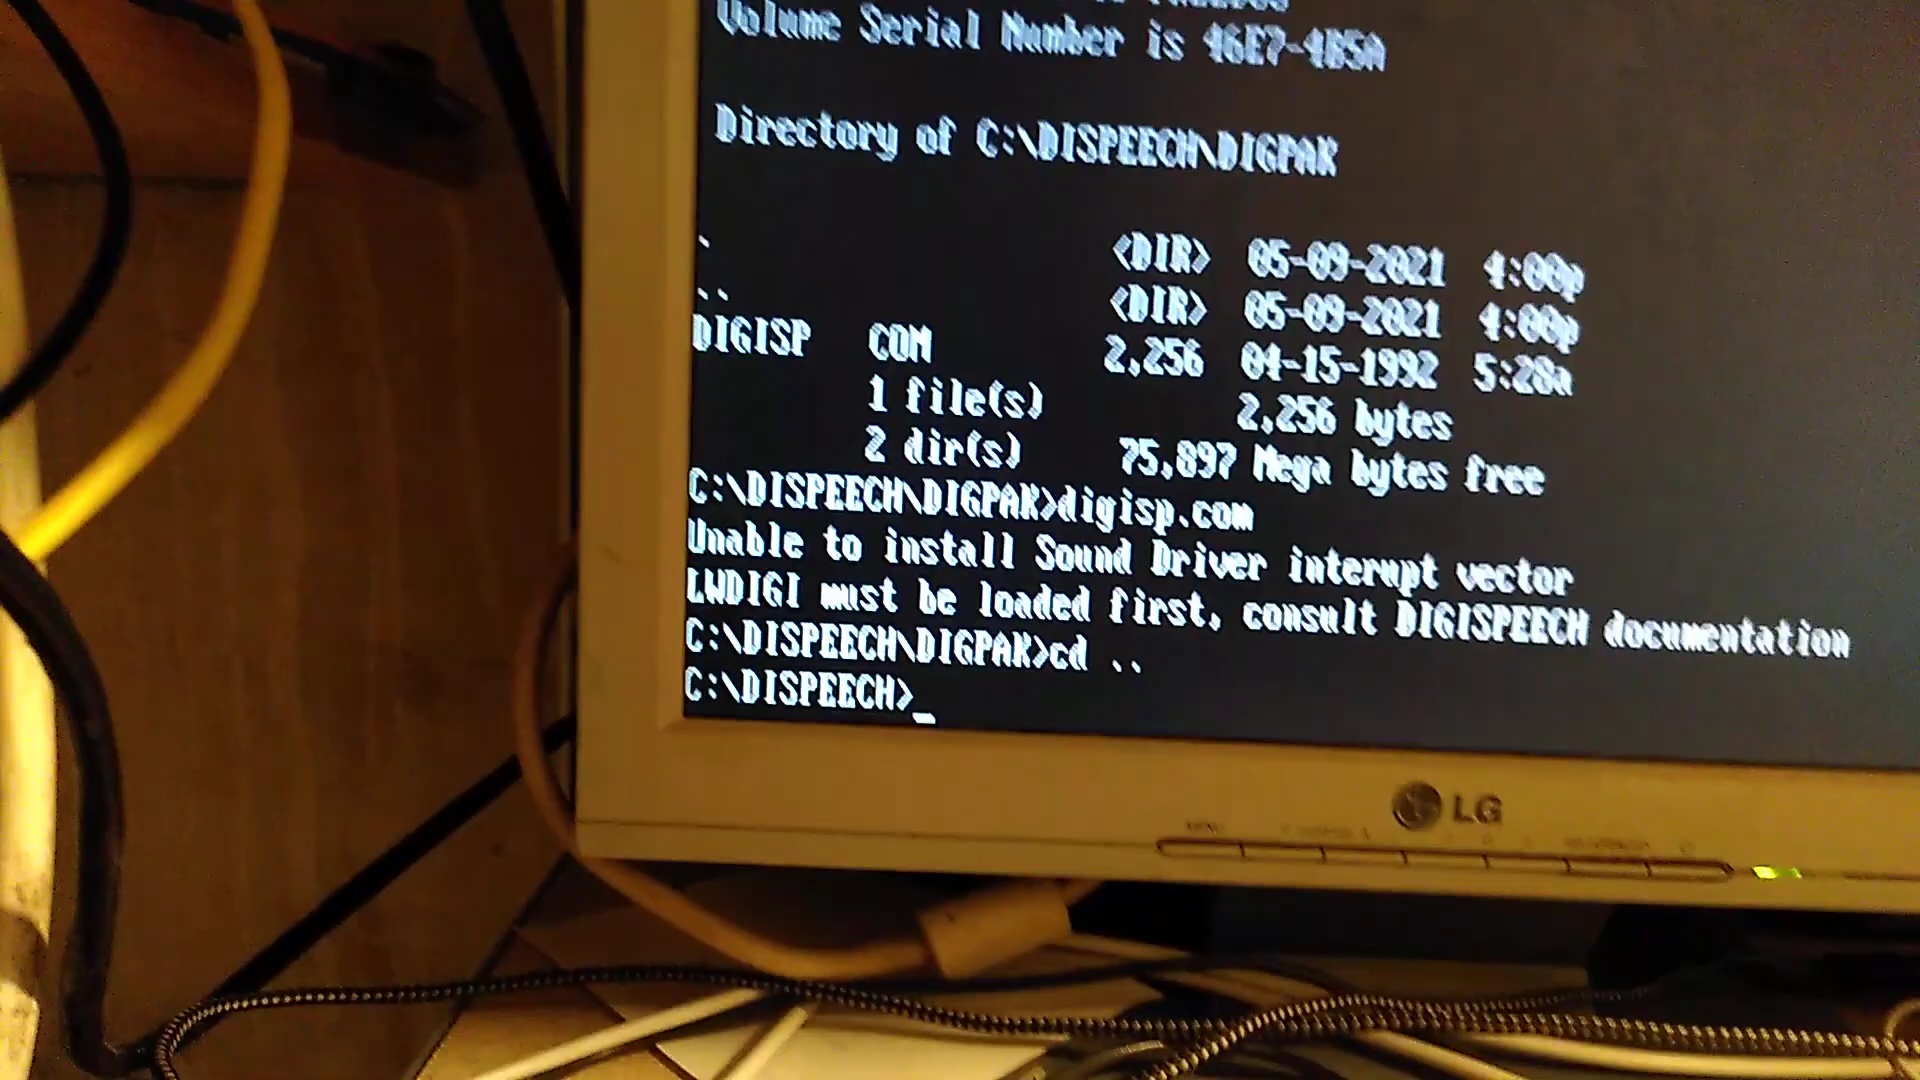 Volume Serial Number is 46E7-4B5A
Directory of C:\DISPEECH\DIGPAK
. <DIR> 05-09-2021 4:00p
.. <DIR> 05-09-2021 4:00p
DIGISP COM 2,256 04-15-1992 5:28a
1 file(s) 2,256 bytes
2 dir(s) 75,897 Mega bytes free
C:\DISPEECH\DIGPAK>digisp.com
Unable to install Sound Driver interupt vector
LWDIGI must be loaded first, consult DIGISPEECH documentation
C:\DISPEECH\DIGPAK>cd ..
C:\DISPEECH>_
LG
MENU